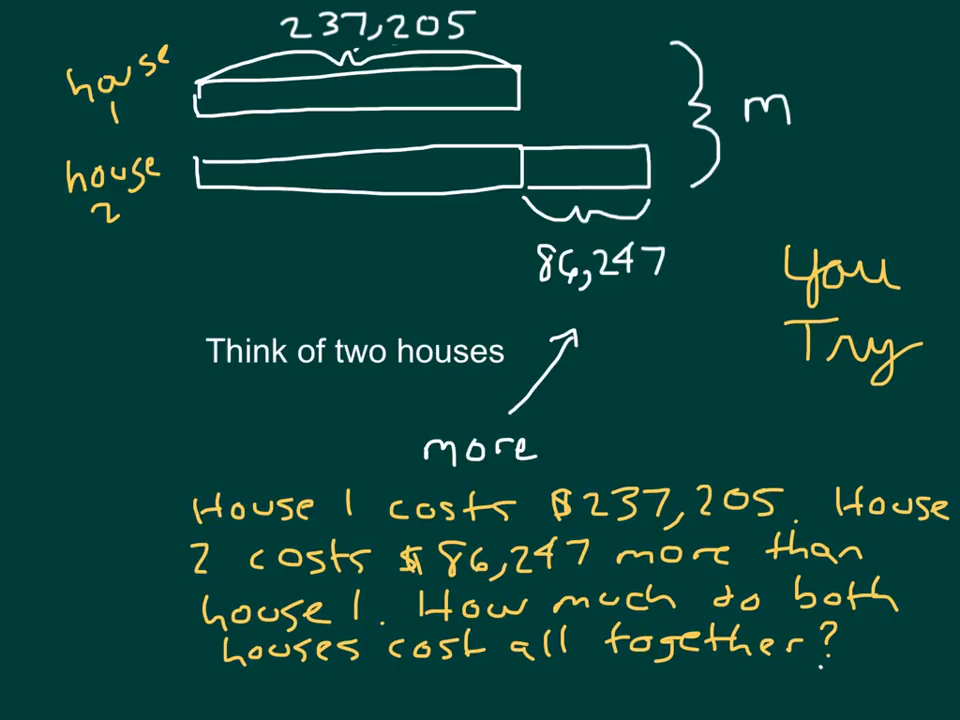 237,205
house
1
m
house
2
86,247
You
Try
Think of two houses
more
House 1 costs $237,205. House
2 costs $86,247 more than
house 1. How much do both
houses cost all together?